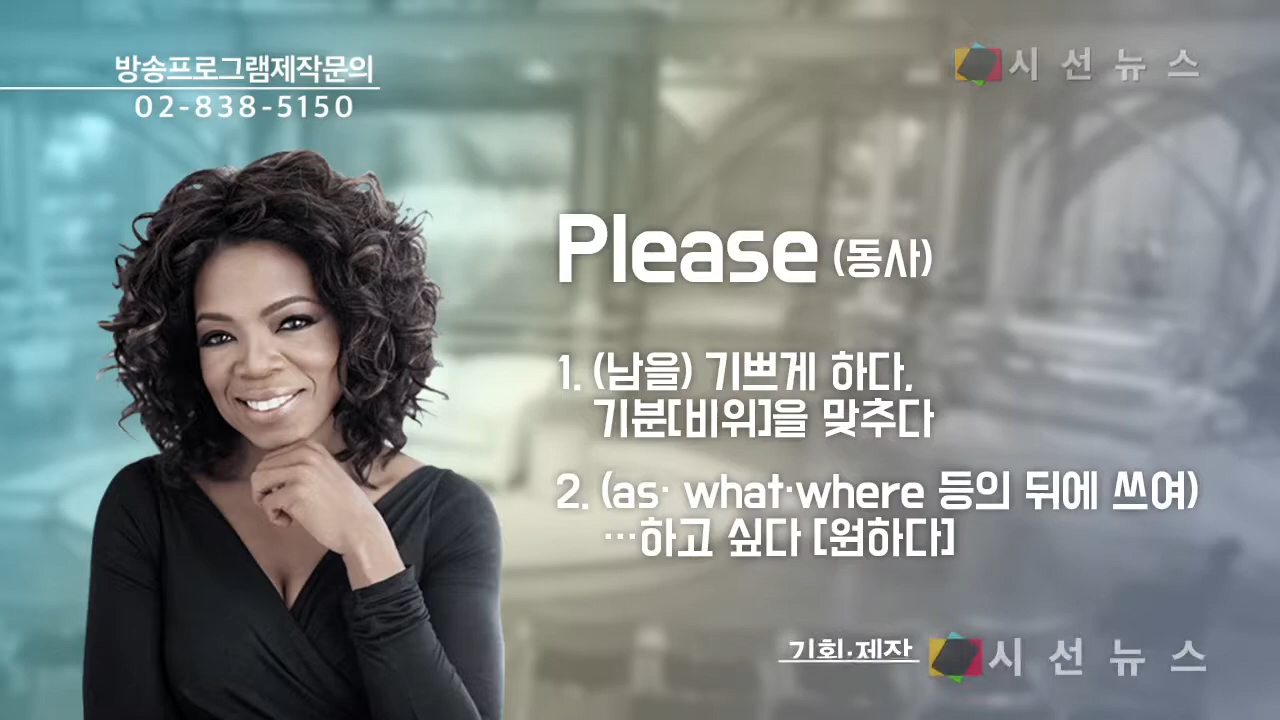 방송프로그램제작문의
02-838-5150
시선뉴스
Please (동사)
1. (남을) 기쁘게 하다,
기분[비위]을 맞추다
2. (as· what·where 등의 뒤에 쓰여)
…하고 싶다 [원하다]
기획·제작 시선뉴스